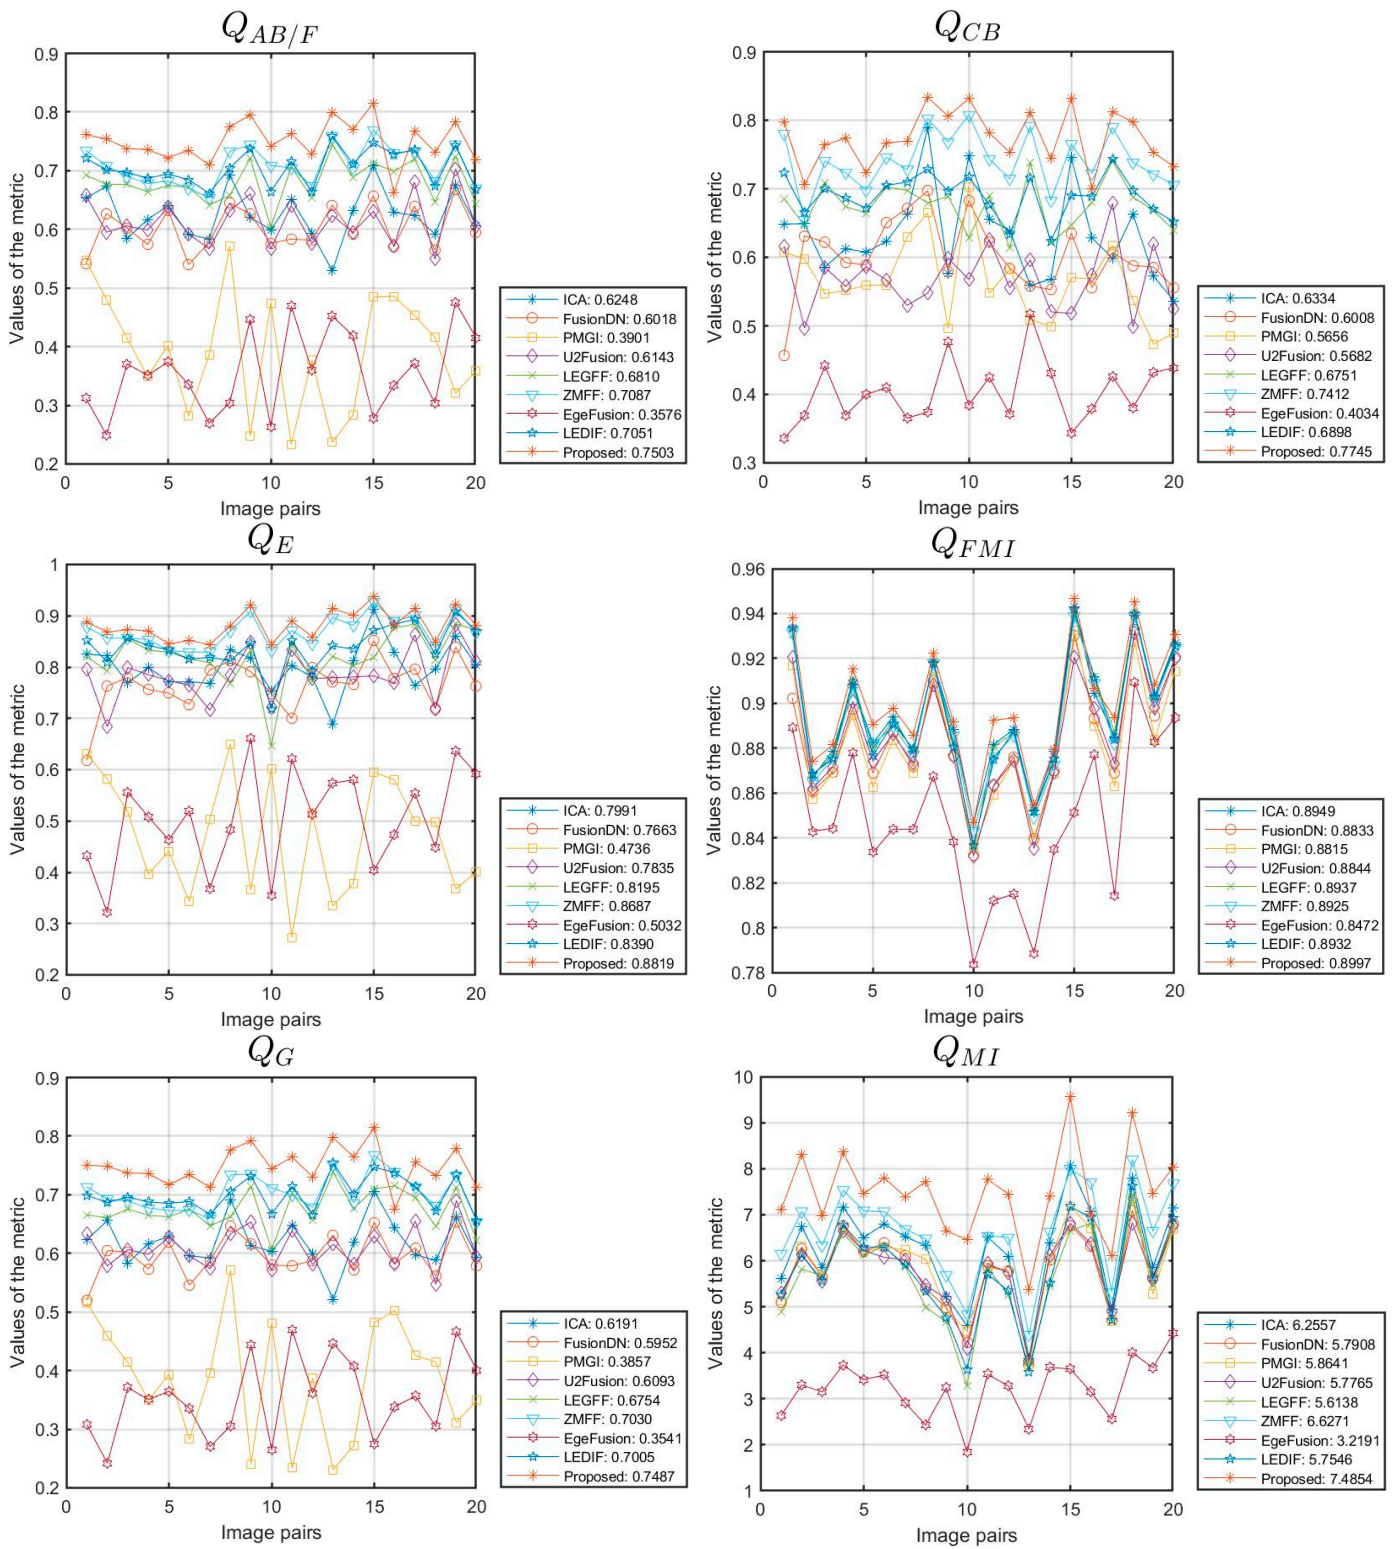 Q_{AB/F}
Values of the metric
0.9
0.8
0.7
0.6
0.5
0.4
0.3
0.2
0 5 10 15 20
Image pairs
ICA: 0.6248
FusionDN: 0.6018
PMGI: 0.3901
U2Fusion: 0.6143
LEGFF: 0.6810
ZMFF: 0.7087
EgeFusion: 0.3576
LEDIF: 0.7051
Proposed: 0.7503
Q_{CB}
Values of the metric
0.9
0.8
0.7
0.6
0.5
0.4
0.3
0 5 10 15 20
Image pairs
ICA: 0.6334
FusionDN: 0.6008
PMGI: 0.5656
U2Fusion: 0.5682
LEGFF: 0.6751
ZMFF: 0.7412
EgeFusion: 0.4034
LEDIF: 0.6898
Proposed: 0.7745
Q_E
Values of the metric
1
0.9
0.8
0.7
0.6
0.5
0.4
0.3
0.2
0 5 10 15 20
Image pairs
ICA: 0.7991
FusionDN: 0.7663
PMGI: 0.4736
U2Fusion: 0.7835
LEGFF: 0.8195
ZMFF: 0.8687
EgeFusion: 0.5032
LEDIF: 0.8390
Proposed: 0.8819
Q_{FMI}
Values of the metric
0.96
0.94
0.92
0.9
0.88
0.86
0.84
0.82
0.8
0.78
0 5 10 15 20
Image pairs
ICA: 0.8949
FusionDN: 0.8833
PMGI: 0.8815
U2Fusion: 0.8844
LEGFF: 0.8937
ZMFF: 0.8925
EgeFusion: 0.8472
LEDIF: 0.8932
Proposed: 0.8997
Q_G
Values of the metric
0.9
0.8
0.7
0.6
0.5
0.4
0.3
0.2
0 5 10 15 20
Image pairs
ICA: 0.6191
FusionDN: 0.5952
PMGI: 0.3857
U2Fusion: 0.6093
LEGFF: 0.6754
ZMFF: 0.7030
EgeFusion: 0.3541
LEDIF: 0.7005
Proposed: 0.7487
Q_{MI}
Values of the metric
10
9
8
7
6
5
4
3
2
1
0 5 10 15 20
Image pairs
ICA: 6.2557
FusionDN: 5.7908
PMGI: 5.8641
U2Fusion: 5.7765
LEGFF: 5.6138
ZMFF: 6.6271
EgeFusion: 3.2191
LEDIF: 5.7546
Proposed: 7.4854